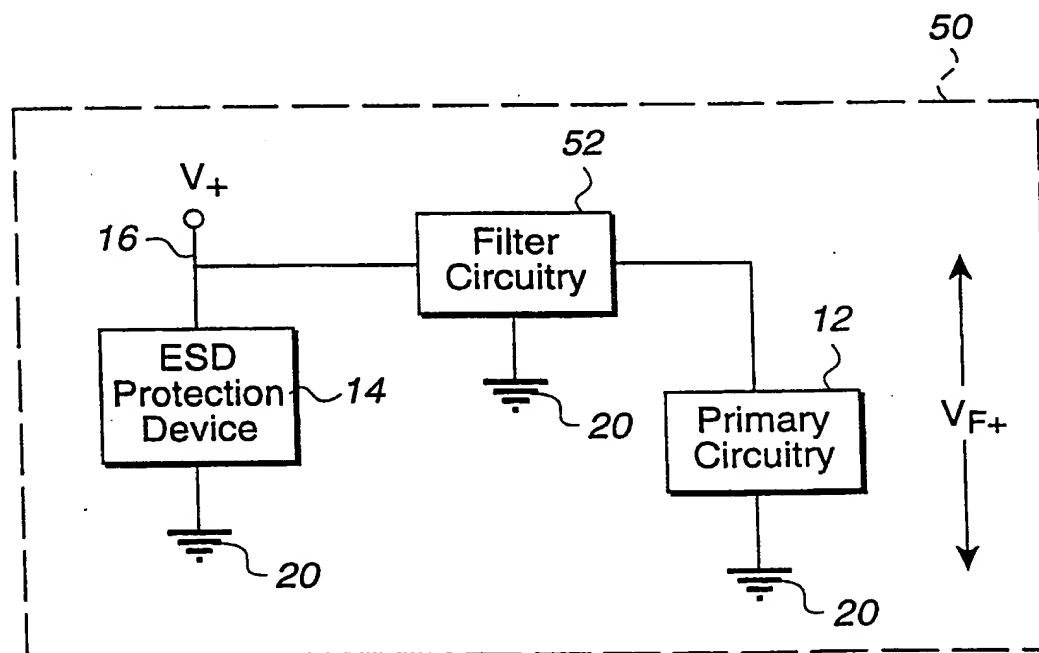 50
52
V+
16
Filter
Circuitry
ESD
Protection
Device
14
20
12
Primary
Circuitry
VF+
20
20